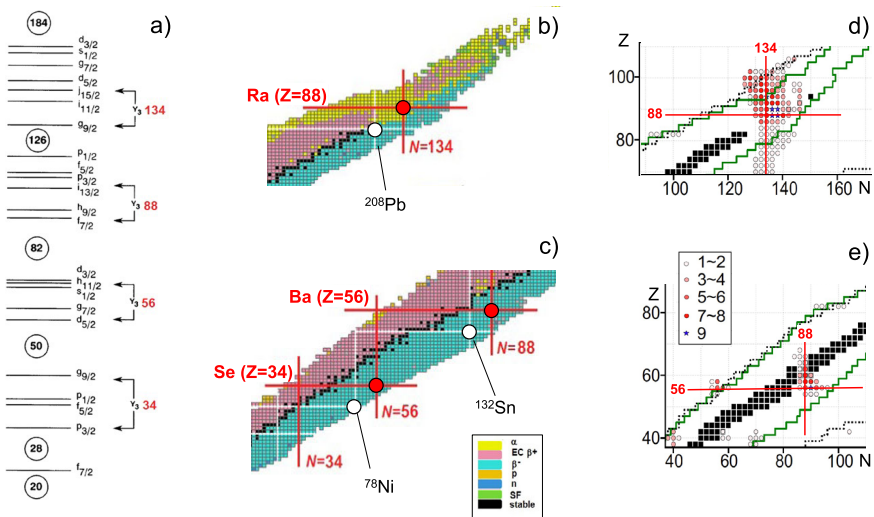 a)
184
d3/2
s1/2
g7/2
d5/2
j15/2
i11/2
g9/2
Y3 134
126
p1/2
f5/2
p3/2
i13/2
h9/2
f7/2
Y3 88
82
d3/2
h11/2
s1/2
g7/2
d5/2
Y3 56
50
g9/2
p1/2
f5/2
p3/2
Y3 34
28
f7/2
20
b)
Ra (Z=88)
N=134
208Pb
c)
Ba (Z=56)
N=88
Se (Z=34)
132Sn
N=56
N=34
78Ni
α
EC β+
β-
p
n
SF
stable
d)
Z
134
100
88
80
100 120 140 160 N
e)
1~2
3~4
5~6
7~8
9
Z
88
80
60
56
40
40 60 80 100 N